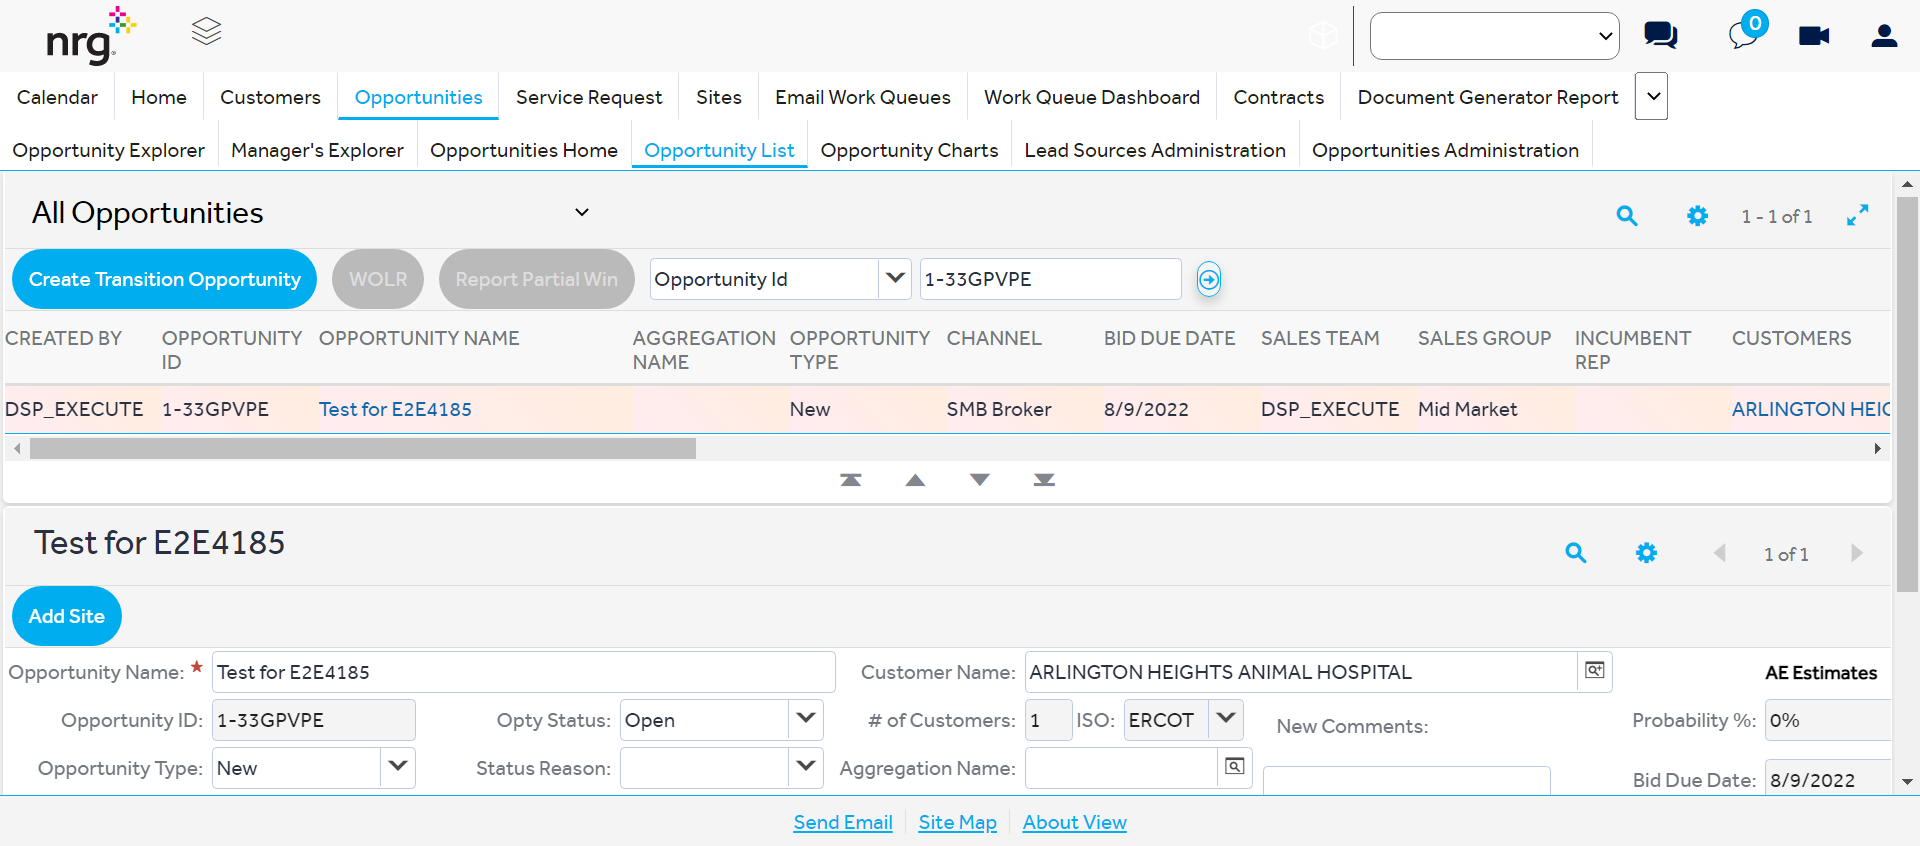 nrg
0
Calendar Home Customers Opportunities Service Request Sites Email Work Queues Work Queue Dashboard Contracts Document Generator Report
Opportunity Explorer Manager's Explorer Opportunities Home Opportunity List Opportunity Charts Lead Sources Administration Opportunities Administration
All Opportunities 1 - 1 of 1
Create Transition Opportunity WOLR Report Partial Win Opportunity Id 1-33GPVPE
CREATED BY OPPORTUNITY ID OPPORTUNITY NAME AGGREGATION NAME OPPORTUNITY TYPE CHANNEL BID DUE DATE SALES TEAM SALES GROUP INCUMBENT REP CUSTOMERS
DSP_EXECUTE 1-33GPVPE Test for E2E4185 New SMB Broker 8/9/2022 DSP_EXECUTE Mid Market ARLINGTON HEIG
Test for E2E4185 1 of 1
Add Site
Opportunity Name: * Test for E2E4185 Customer Name: ARLINGTON HEIGHTS ANIMAL HOSPITAL AE Estimates
Opportunity ID: 1-33GPVPE Opty Status: Open # of Customers: 1 ISO: ERCOT New Comments: Probability %: 0%
Opportunity Type: New Status Reason: Aggregation Name: Bid Due Date: 8/9/2022
Send Email Site Map About View